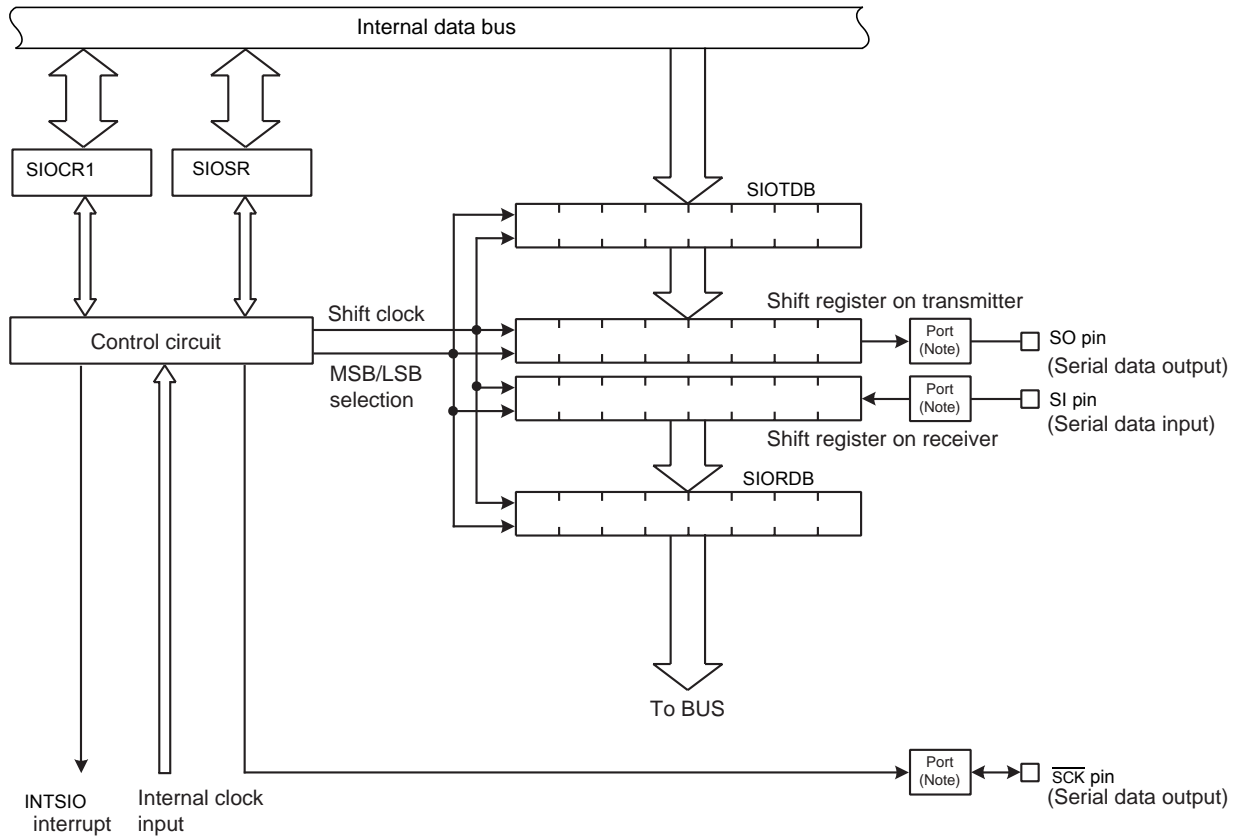 Internal data bus
SIOCR1
SIOSR
SIOTDB
Shift clock
Shift register on transmitter
Control circuit
Port
(Note)
SO pin
(Serial data output)
MSB/LSB
selection
Port
(Note)
SI pin
(Serial data input)
Shift register on receiver
SIORDB
To BUS
Port
(Note)
SCK pin
(Serial data output)
INTSIO
interrupt
Internal clock
input